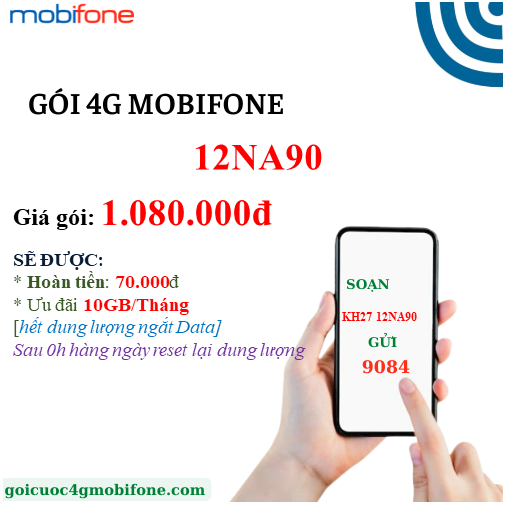 mobifone
GÓI 4G MOBIFONE
12NA90
Giá gói: 1.080.000đ
SẼ ĐƯỢC:
* Hoàn tiền: 70.000đ
* Ưu đãi 10GB/Tháng
[hết dung lượng ngắt Data]
Sau 0h hàng ngày reset lại dung lượng
SOẠN
KH27 12NA90
GỬI
9084
goicuoc4gmobifone.com